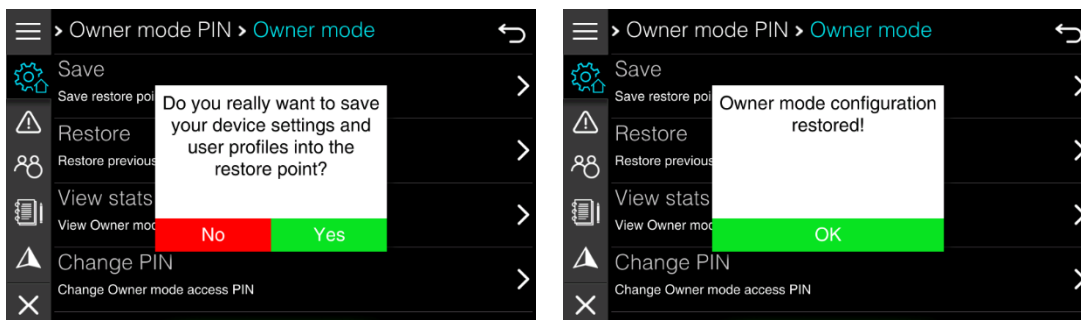 > Owner mode PIN > Owner mode
Save
Save restore poi
Do you really want to save
your device settings and
user profiles into the
restore point?
Restore
Restore previous
View stats
View Owner mod
No
Yes
Change PIN
Change Owner mode access PIN
> Owner mode PIN > Owner mode
Save
Save restore poi
Owner mode configuration
restored!
Restore
Restore previous
View stats
View Owner mod
OK
Change PIN
Change Owner mode access PIN